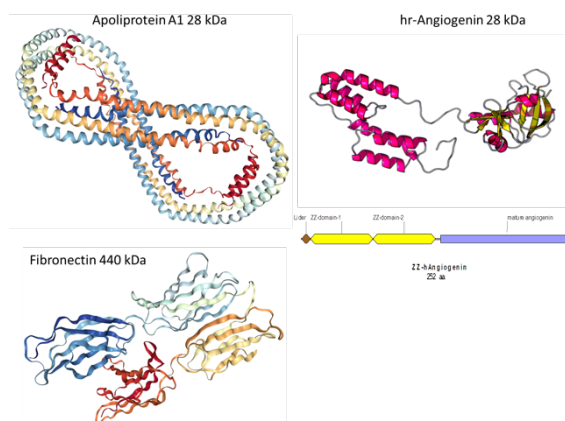 Apoliprotein A1 28 kDa
hr-Angiogenin 28 kDa
Lider
ZZ-domain-1
ZZ-domain-2
mature angiogenin
ZZ-hAngiogenin
252 aa
Fibronectin 440 kDa